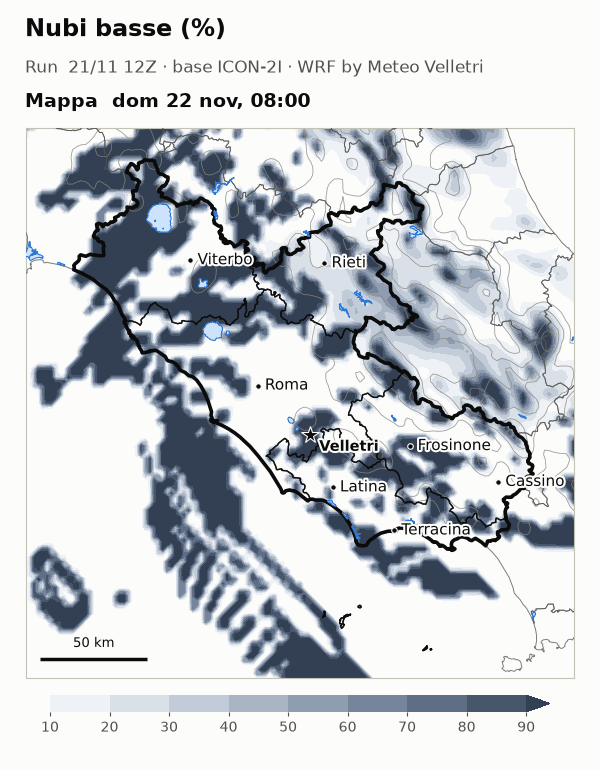 Nubi basse (%)
Run  21/11 12Z · base ICON-2I · WRF by Meteo Velletri
Mappa  dom 22 nov, 08:00
Viterbo
Rieti
Roma
Velletri
Frosinone
Cassino
Latina
Terracina
50 km
10 20 30 40 50 60 70 80 90